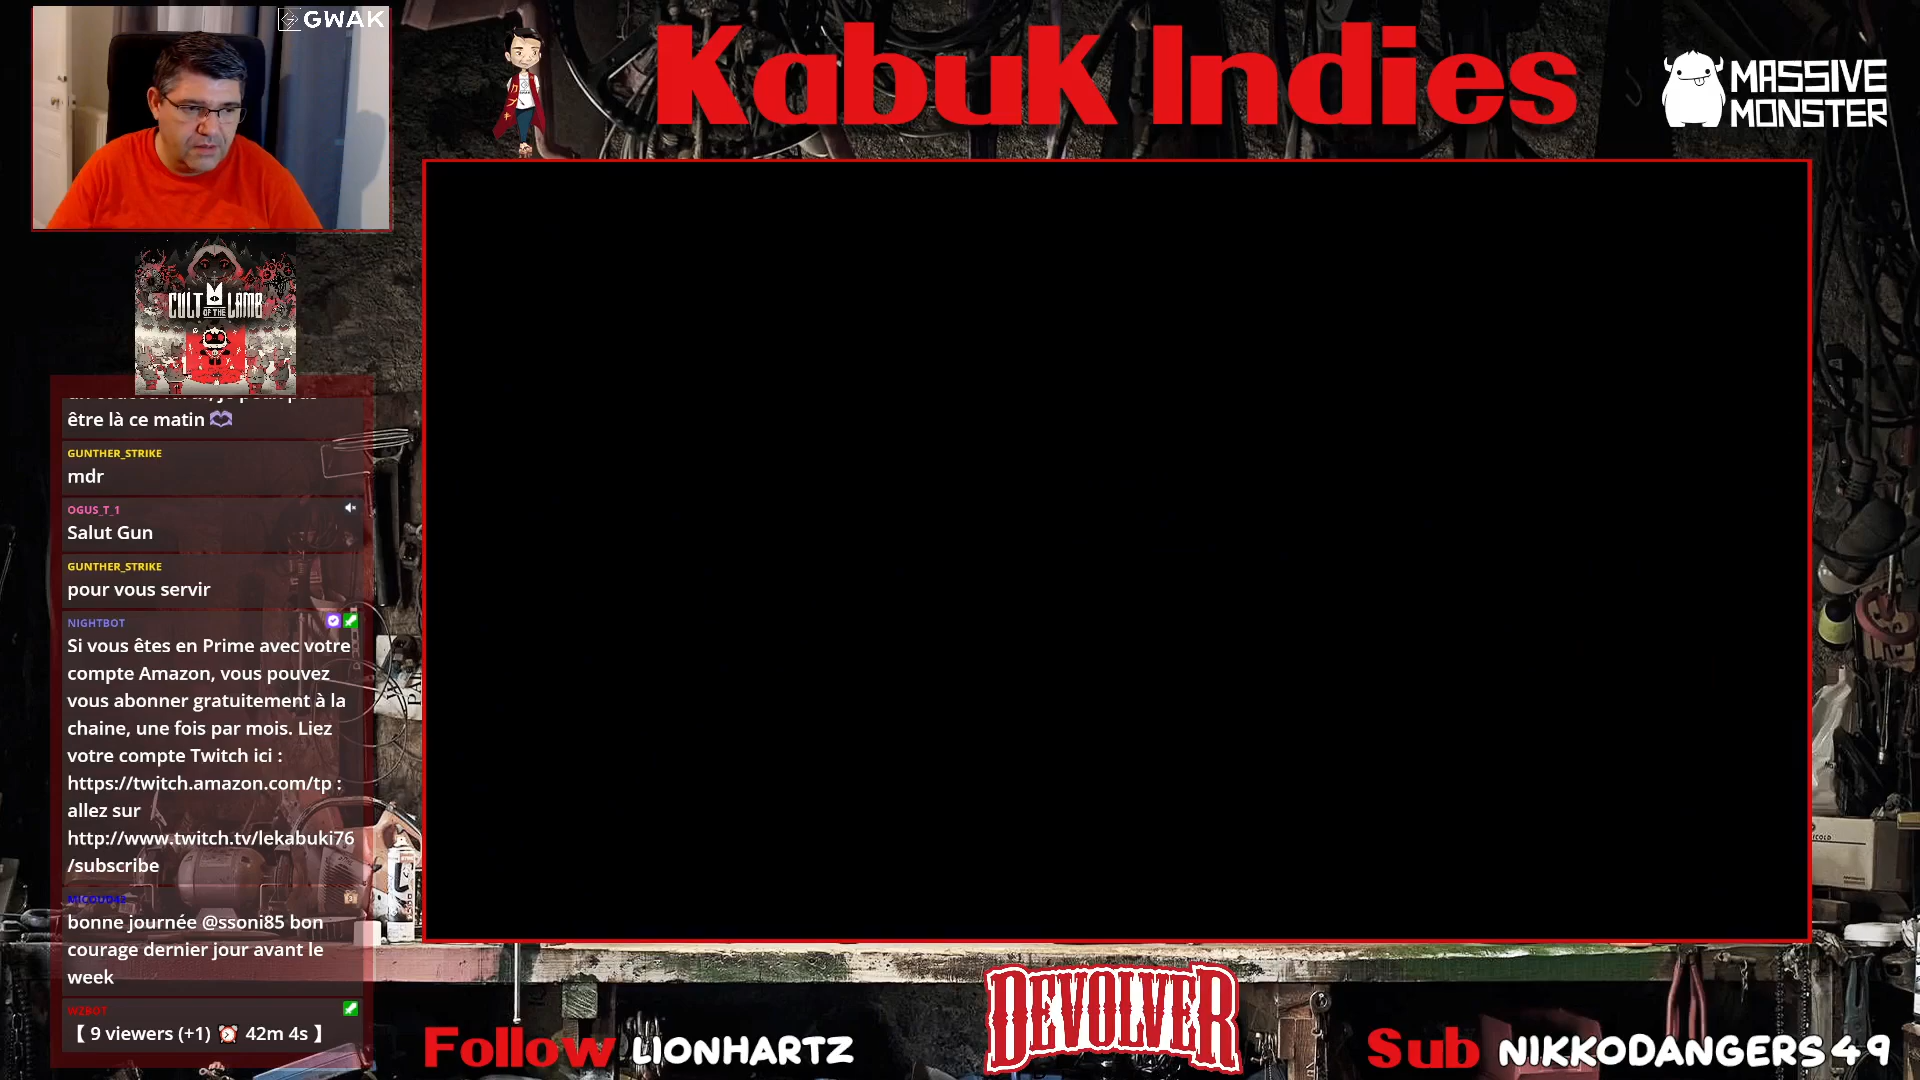 GWAK
KabuK Indies
MASSIVE
MONSTER
CULT OF THE LAMB
être là ce matin
GUNTHER_STRIKE
mdr
OGUS_T_1
Salut Gun
GUNTHER_STRIKE
pour vous servir
NIGHTBOT
Si vous êtes en Prime avec votre
compte Amazon, vous pouvez
vous abonner gratuitement à la
chaine, une fois par mois. Liez
votre compte Twitch ici :
https://twitch.amazon.com/tp :
allez sur
http://www.twitch.tv/lekabuki76
/subscribe
bonne journée @ssoni85 bon
courage dernier jour avant le
week
WZBOT
【 9 viewers (+1) ⏰ 42m 4s 】
Follow LIONHARTZ
DEVOLVER
Sub NIKKODANGERS49